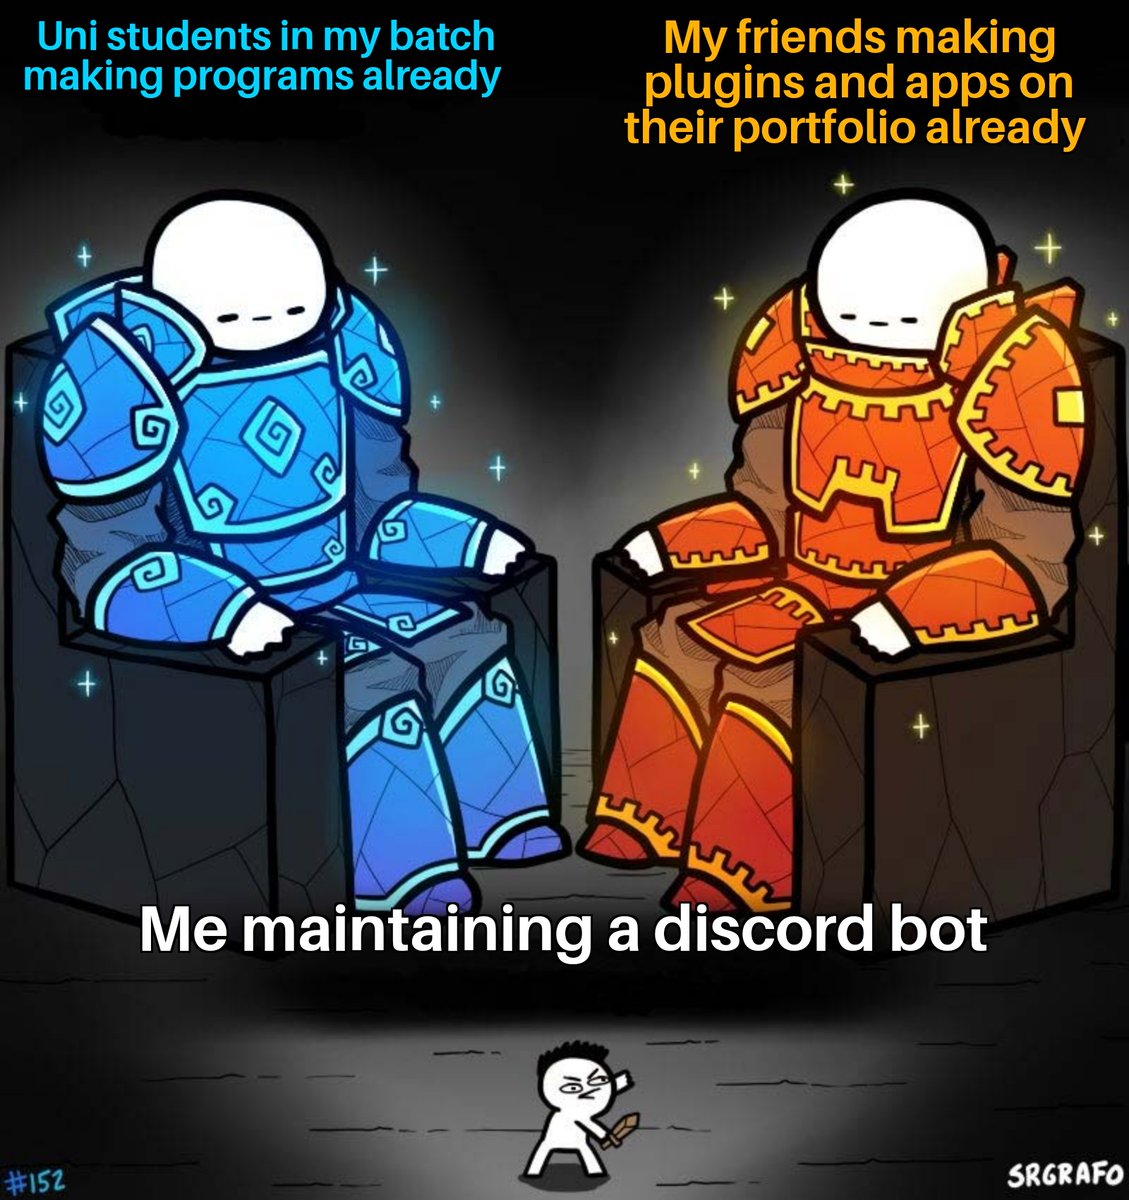 Uni students in my batch
making programs already
My friends making
plugins and apps on
their portfolio already
Me maintaining a discord bot
#152
SRGRAFO